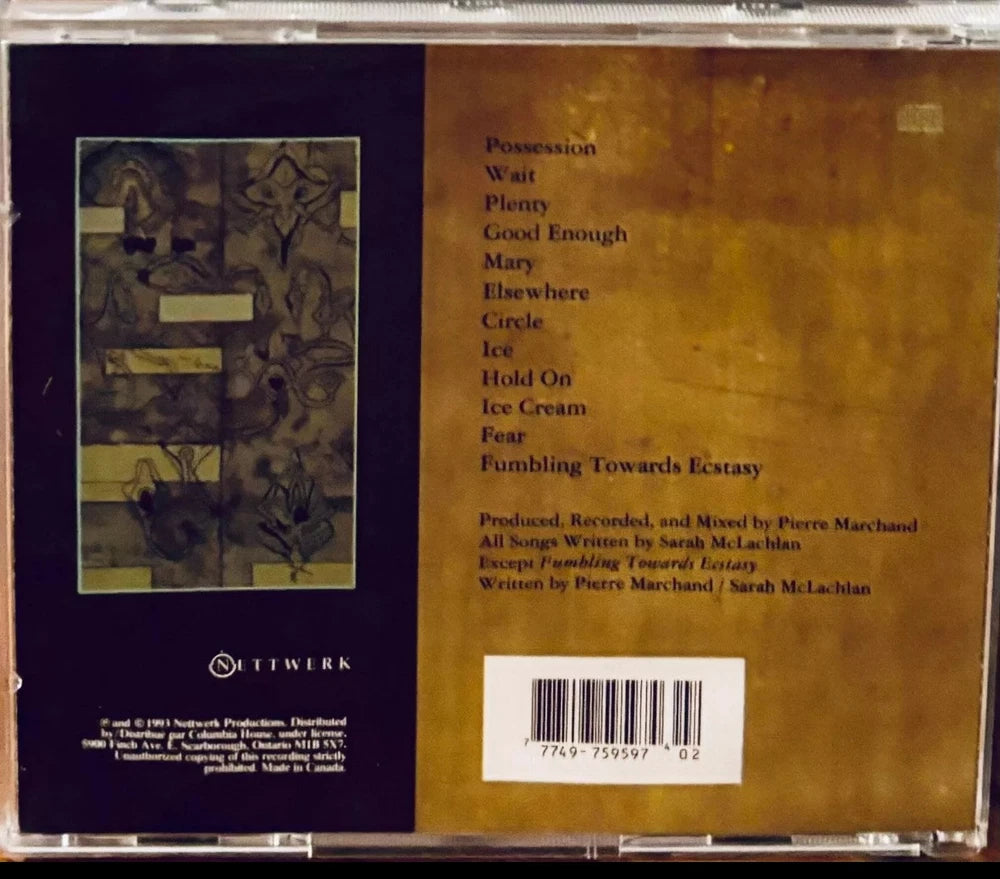 Possession
Wait
Plenty
Good Enough
Mary
Elsewhere
Circle
Ice
Hold On
Ice Cream
Fear
Fumbling Towards Ecstasy
Produced, Recorded, and Mixed by Pierre Marchand
All Songs Written by Sarah McLachlan
Except Fumbling Towards Ecstasy
Written by Pierre Marchand / Sarah McLachlan
NETTWERK
℗ and © 1993 Nettwerk Productions. Distributed
by/Distribué par Columbia House, under license,
5900 Finch Ave. E. Scarborough, Ontario M1B 5X7.
Unauthorized copying of this recording strictly
prohibited. Made in Canada.
7 7749-759597 4 02